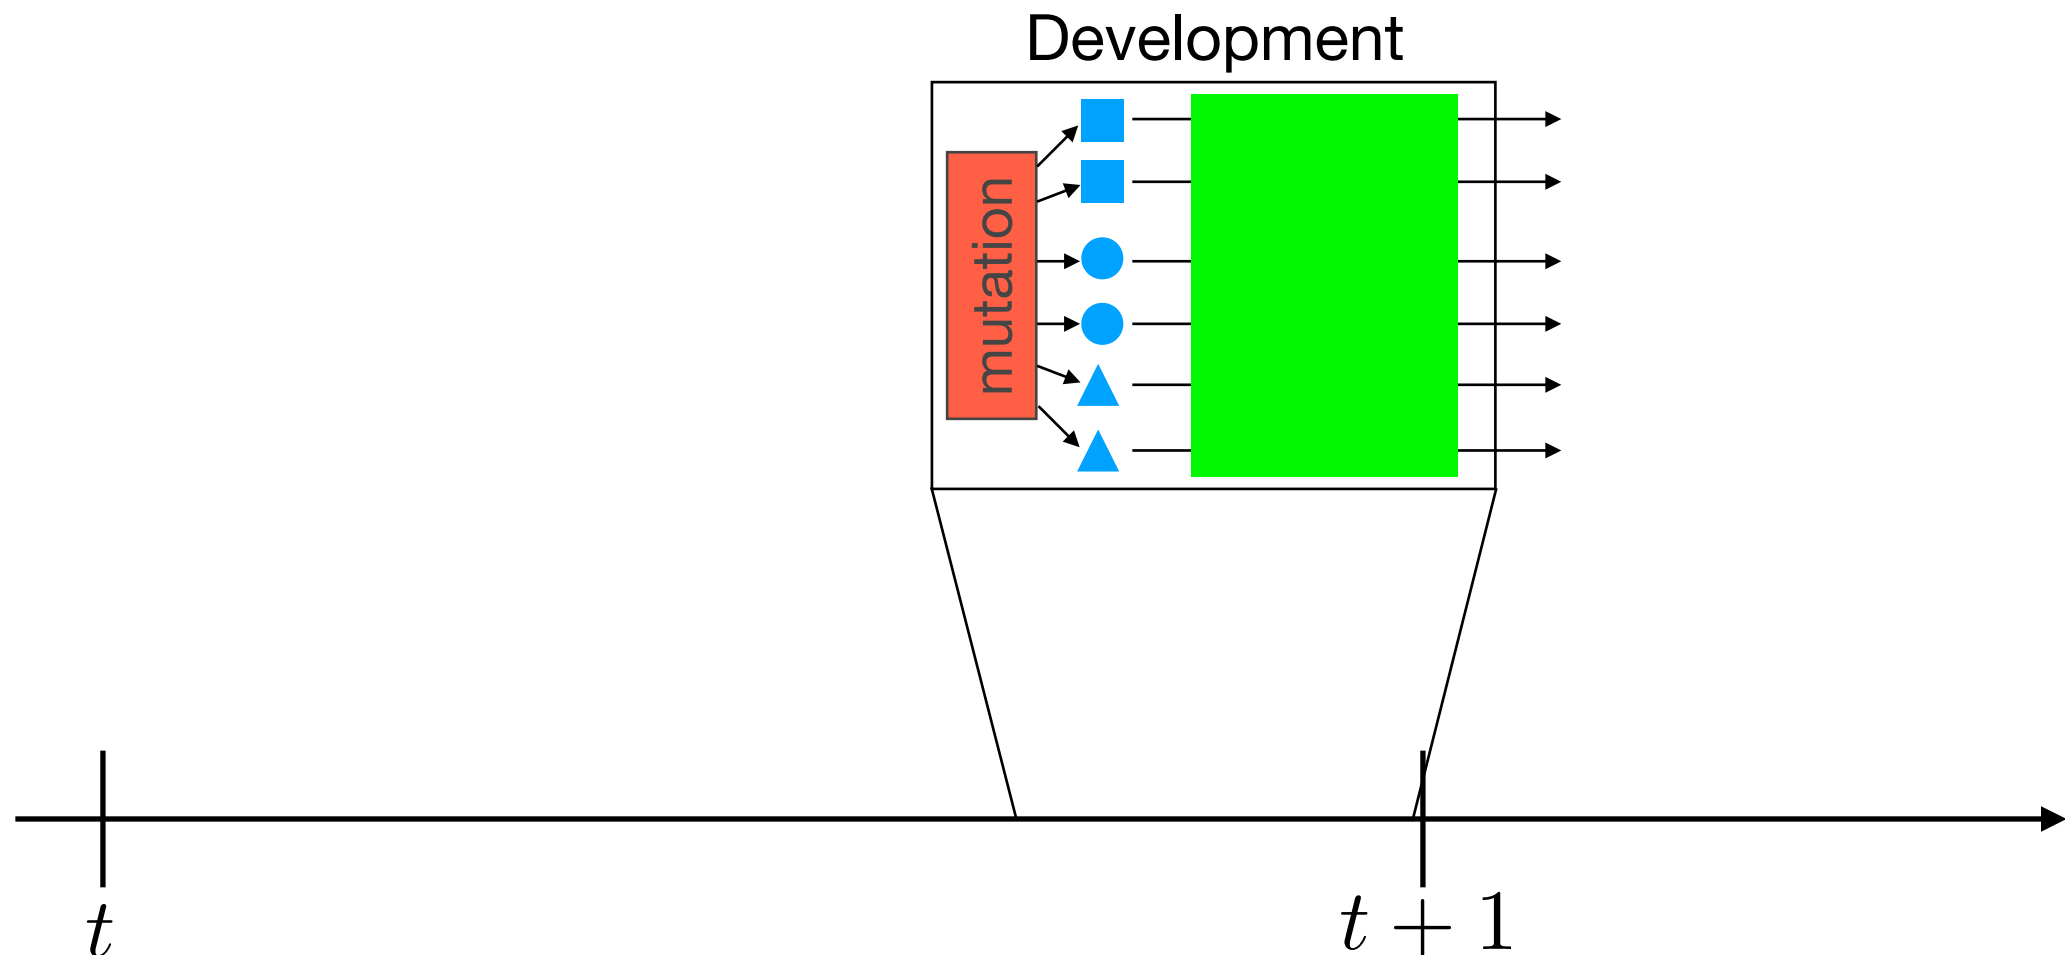 Development
mutation
t
t + 1